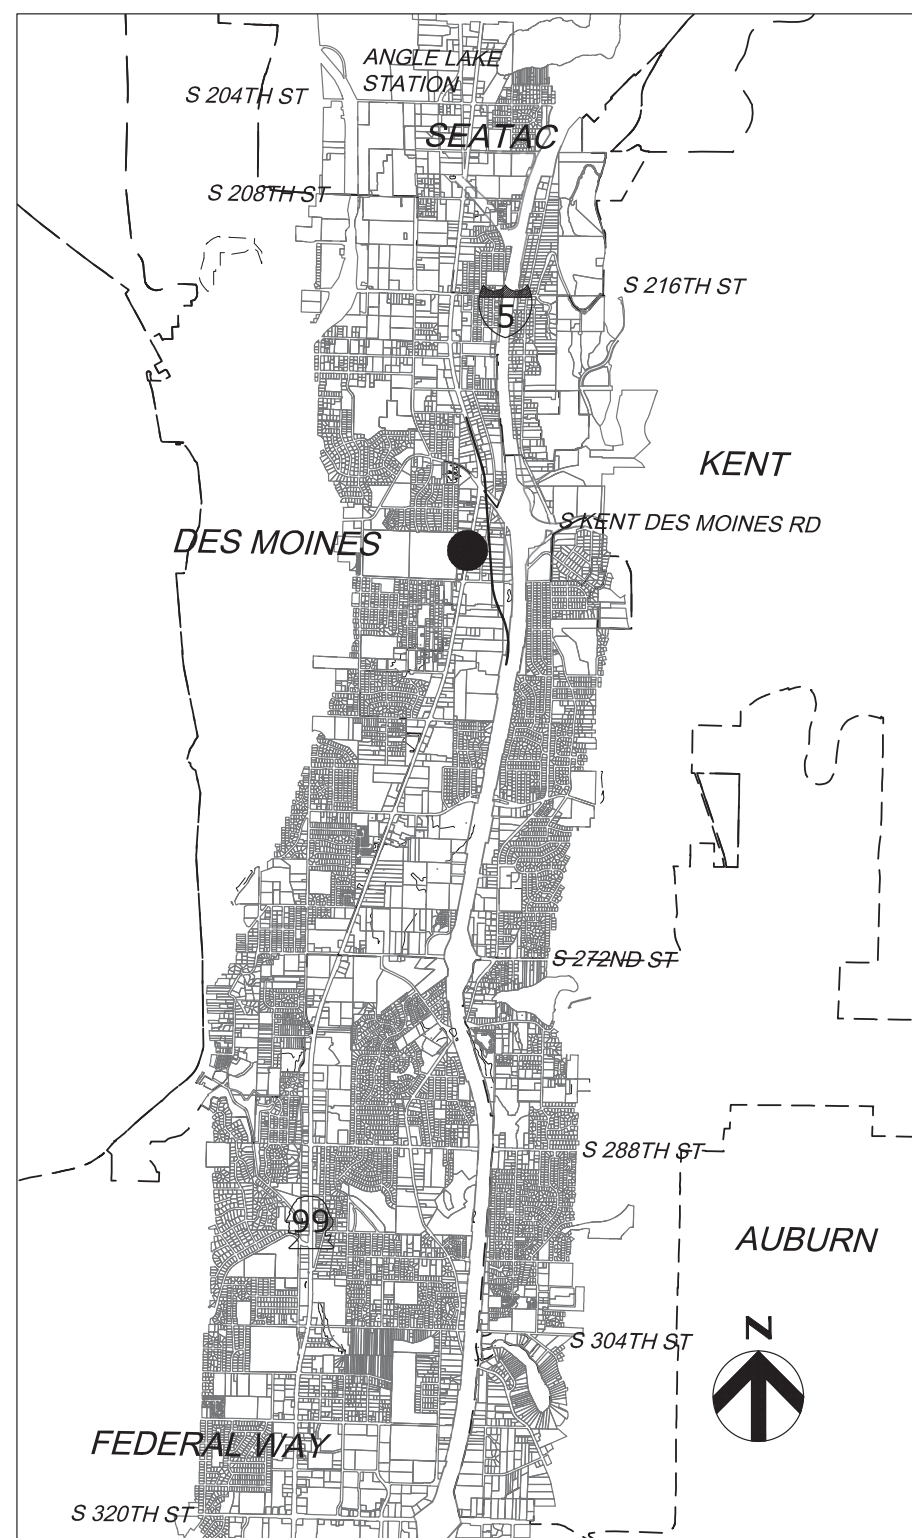 ANGLE LAKE
STATION
S 204TH ST
SEATAC
S 208TH ST
S 216TH ST
5
KENT
S KENT DES MOINES RD
DES MOINES
S 272ND ST
S 288TH ST
99
AUBURN
N
S 304TH ST
FEDERAL WAY
S 320TH ST